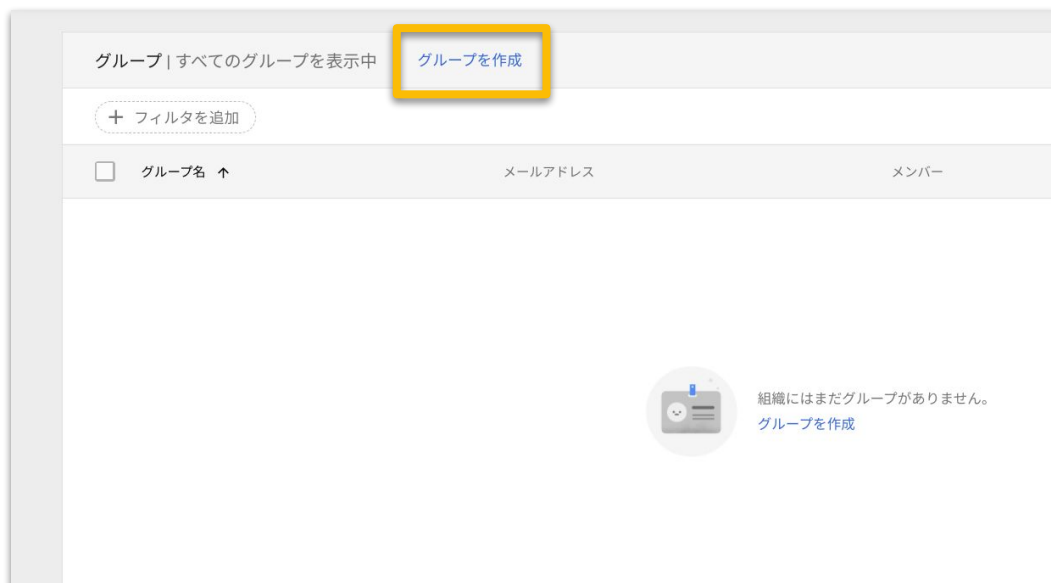 グループ | すべてのグループを表示中 グループを作成
+ フィルタを追加
グループ名 ↑ メールアドレス メンバー
組織にはまだグループがありません。
グループを作成